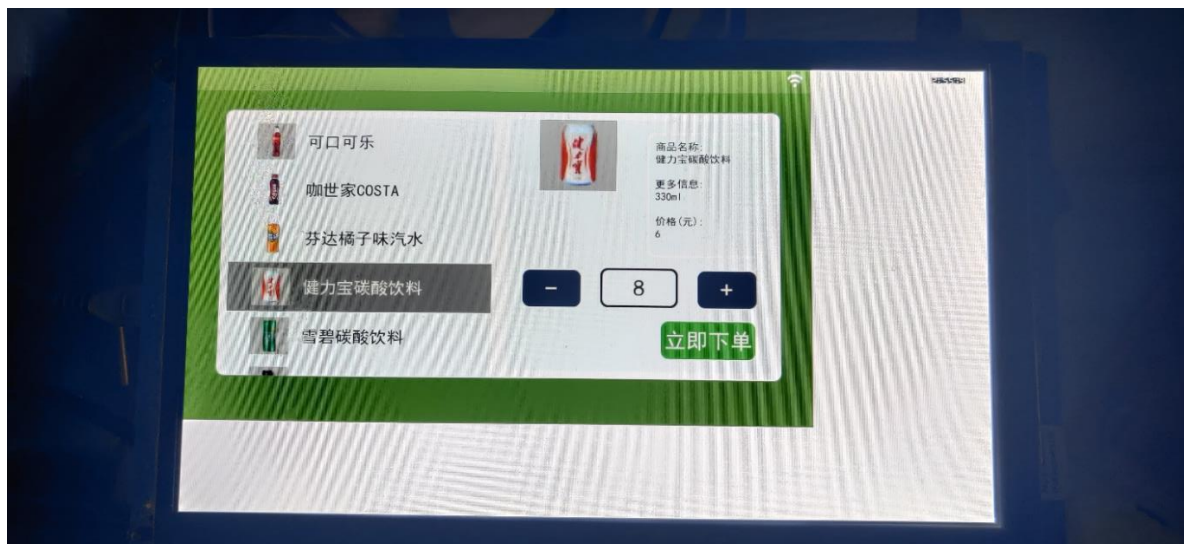 可口可乐
咖世家COSTA
芬达橘子味汽水
健力宝碳酸饮料
雪碧碳酸饮料
健力宝
商品名称:
健力宝碳酸饮料
更多信息:
330ml
价格(元):
6
-
8
+
立即下单